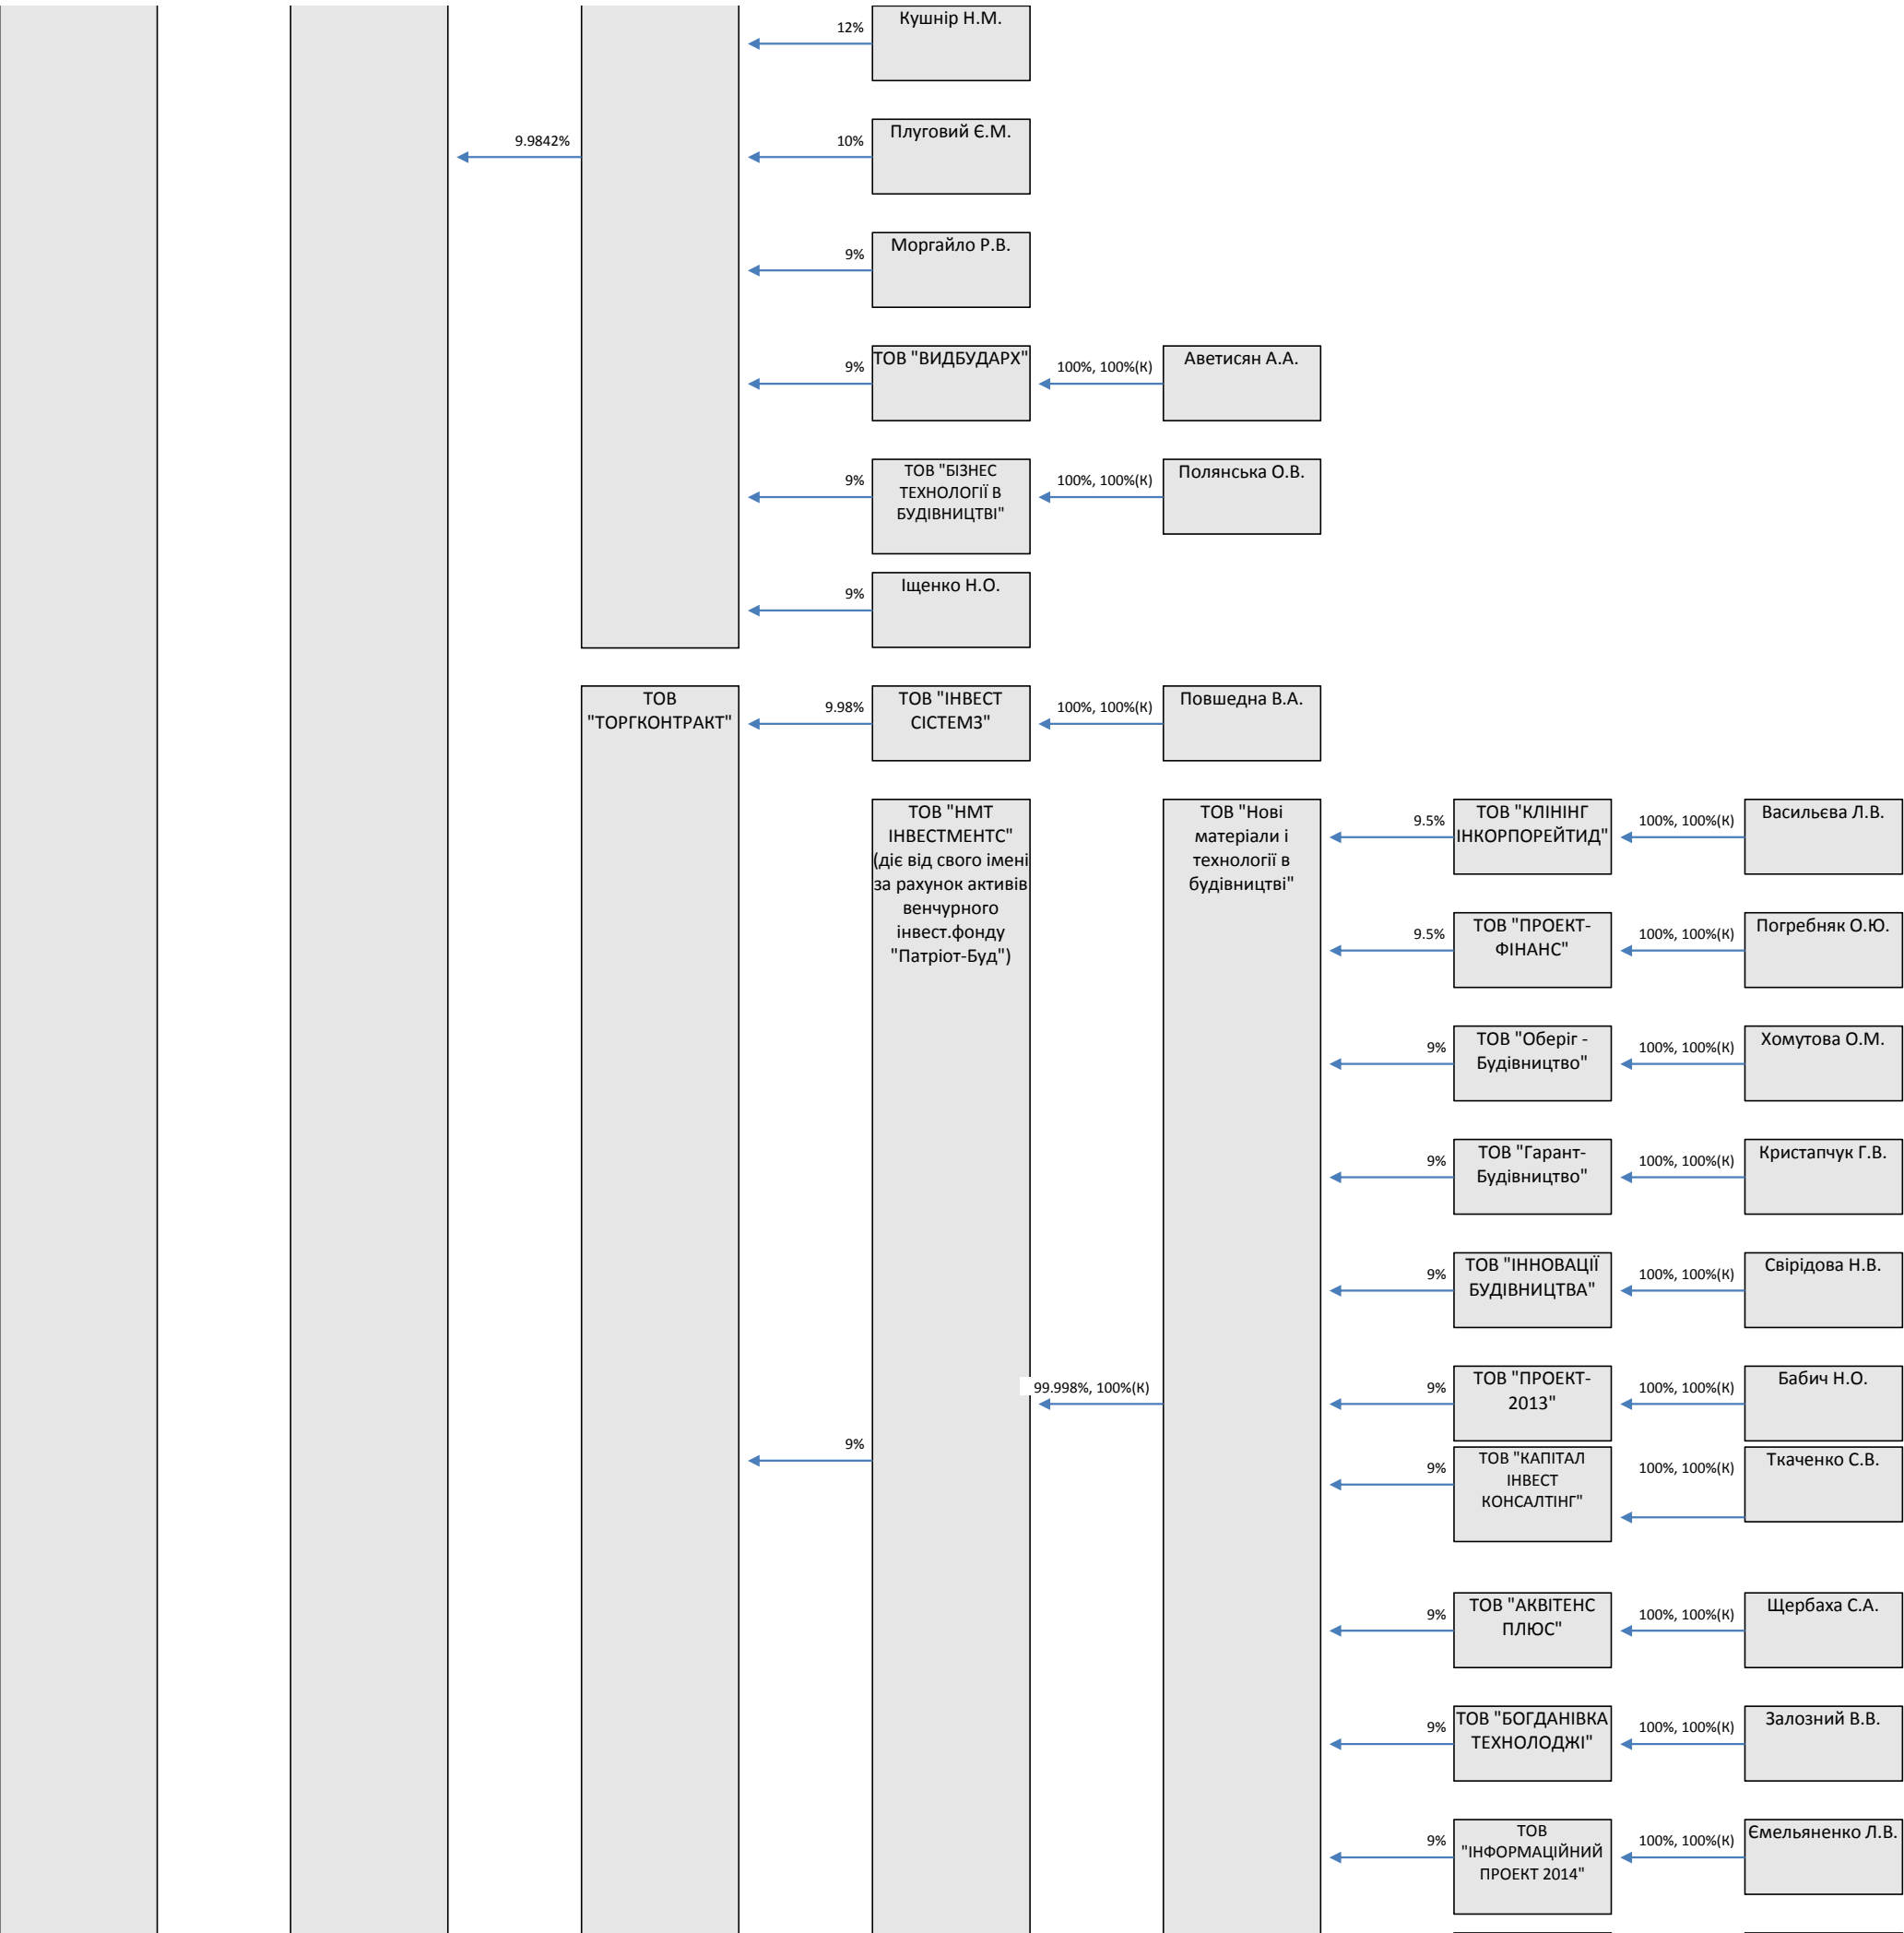 Кушнір Н.М.
12%
Плуговий Є.М.
9.9842%
10%
Моргайло Р.В.
9%
ТОВ "ВИДБУДАРХ"
Аветисян А.А.
9%
100%, 100%(К)
ТОВ "БІЗНЕС
ТЕХНОЛОГІЇ В
БУДІВНИЦТВІ"
Полянська О.В.
9%
100%, 100%(К)
Іщенко Н.О.
9%
ТОВ
"ТОРГКОНТРАКТ"
9.98%
ТОВ "ІНВЕСТ
СІСТЕМЗ"
100%, 100%(К)
Повшедна В.А.
ТОВ "НМТ
ІНВЕСТМЕНТС"
(діє від свого імені
за рахунок активів
венчурного
інвест.фонду
"Патріот-Буд")
9%
ТОВ "Нові
матеріали і
технології в
будівництві"
99.998%, 100%(К)
9.5%
ТОВ "КЛІНІНГ
ІНКОРПОРЕЙТИД"
100%, 100%(К)
Васильєва Л.В.
9.5%
ТОВ "ПРОЕКТ-
ФІНАНС"
100%, 100%(К)
Погребняк О.Ю.
9%
ТОВ "Оберіг -
Будівництво"
100%, 100%(К)
Хомутова О.М.
9%
ТОВ "Гарант-
Будівництво"
100%, 100%(К)
Кристапчук Г.В.
9%
ТОВ "ІННОВАЦІЇ
БУДІВНИЦТВА"
100%, 100%(К)
Свірідова Н.В.
9%
ТОВ "ПРОЕКТ-
2013"
100%, 100%(К)
Бабич Н.О.
9%
ТОВ "КАПІТАЛ
ІНВЕСТ
КОНСАЛТІНГ"
100%, 100%(К)
Ткаченко С.В.
9%
ТОВ "АКВІТЕНС
ПЛЮС"
100%, 100%(К)
Щербаха С.А.
9%
ТОВ "БОГДАНІВКА
ТЕХНОЛОДЖІ"
100%, 100%(К)
Залозний В.В.
9%
ТОВ
"ІНФОРМАЦІЙНИЙ
ПРОЕКТ 2014"
100%, 100%(К)
Ємельяненко Л.В.